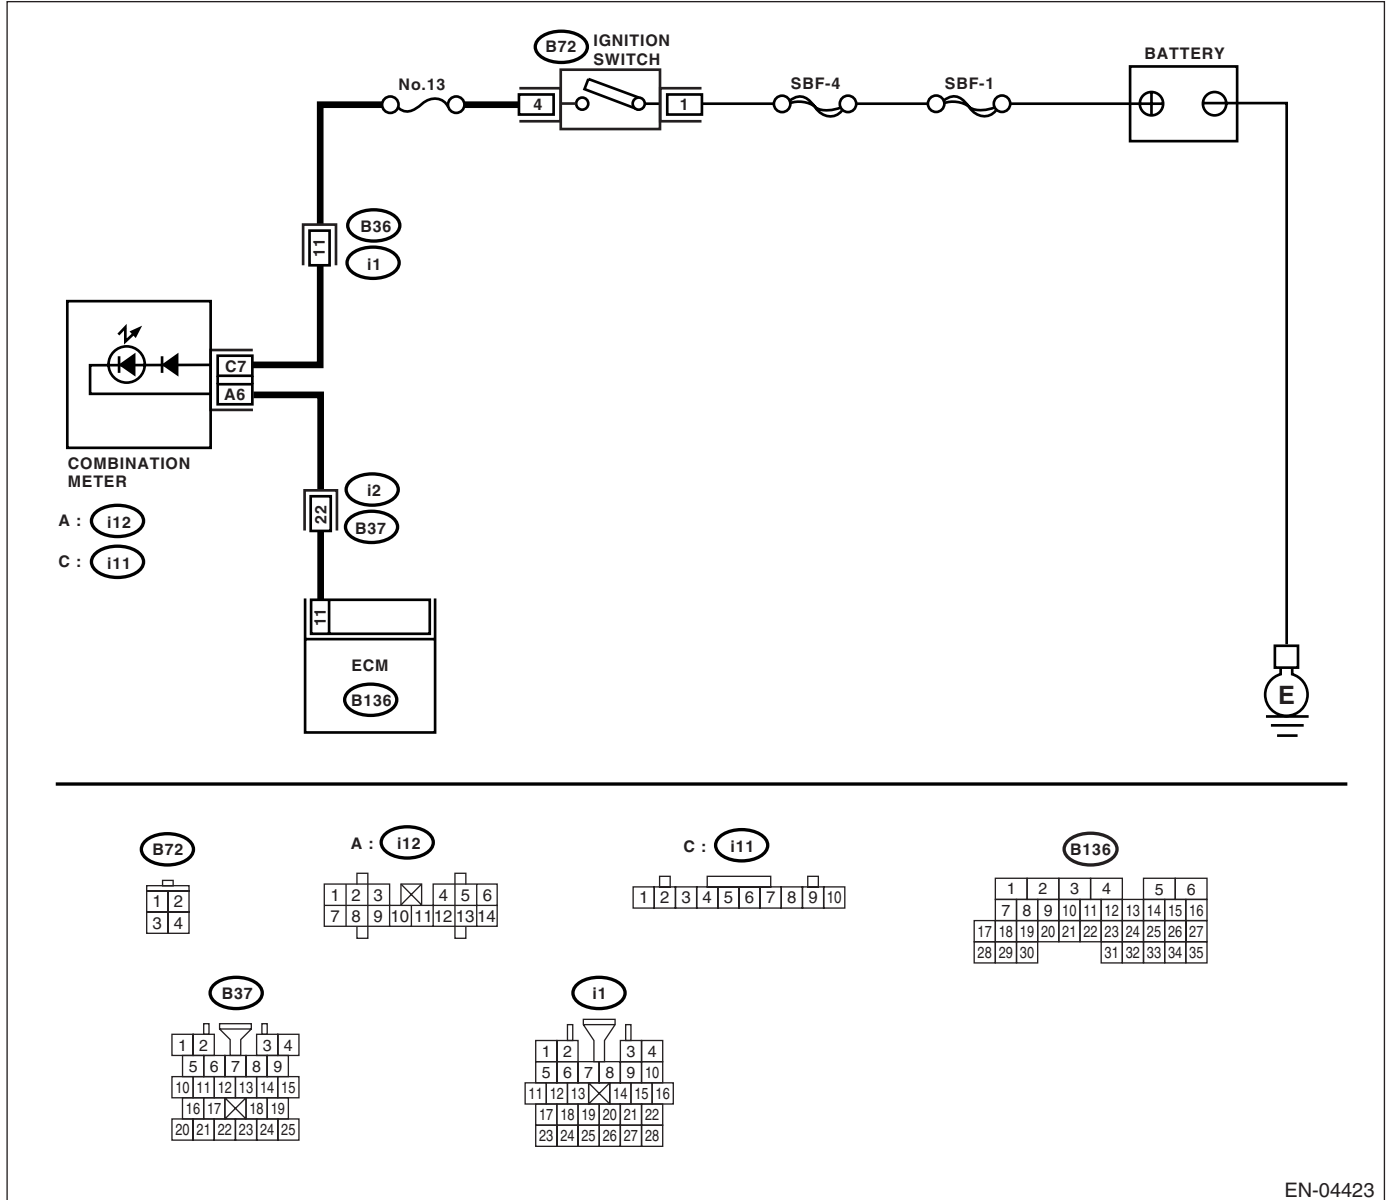 B72 IGNITION
SWITCH
BATTERY
No.13
SBF-4
SBF-1
4
1
11
B36
i1
C7
A6
COMBINATION
METER
A : i12
C : i11
22
i2
B37
11
ECM
B136
E
B72
1 2
3 4
A : i12
1 2 3 4 5 6
7 8 9 10 11 12 13 14
C : i11
1 2 3 4 5 6 7 8 9 10
B136
1 2 3 4 5 6
7 8 9 10 11 12 13 14 15 16
17 18 19 20 21 22 23 24 25 26 27
28 29 30 31 32 33 34 35
B37
1 2 3 4
5 6 7 8 9
10 11 12 13 14 15
16 17 18 19
20 21 22 23 24 25
i1
1 2 3 4
5 6 7 8 9 10
11 12 13 14 15 16
17 18 19 20 21 22
23 24 25 26 27 28
EN-04423